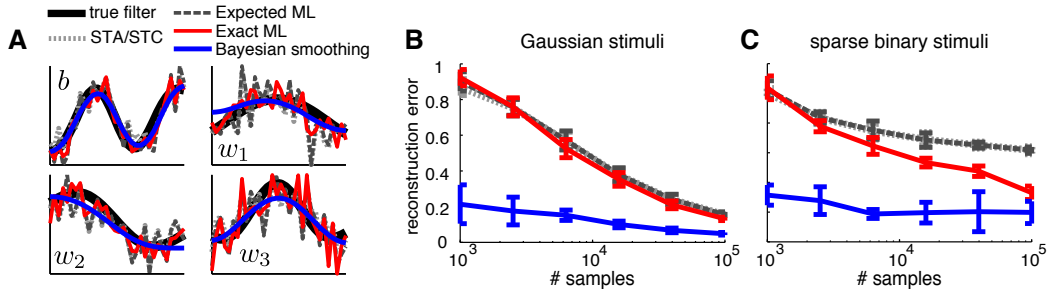 true filter
STA/STC
Expected ML
Exact ML
Bayesian smoothing
A
b
w1
w2
w3
B
Gaussian stimuli
reconstruction error
1
0.8
0.6
0.4
0.2
0
10^3
10^4
10^5
# samples
C
sparse binary stimuli
10^3
10^4
10^5
# samples